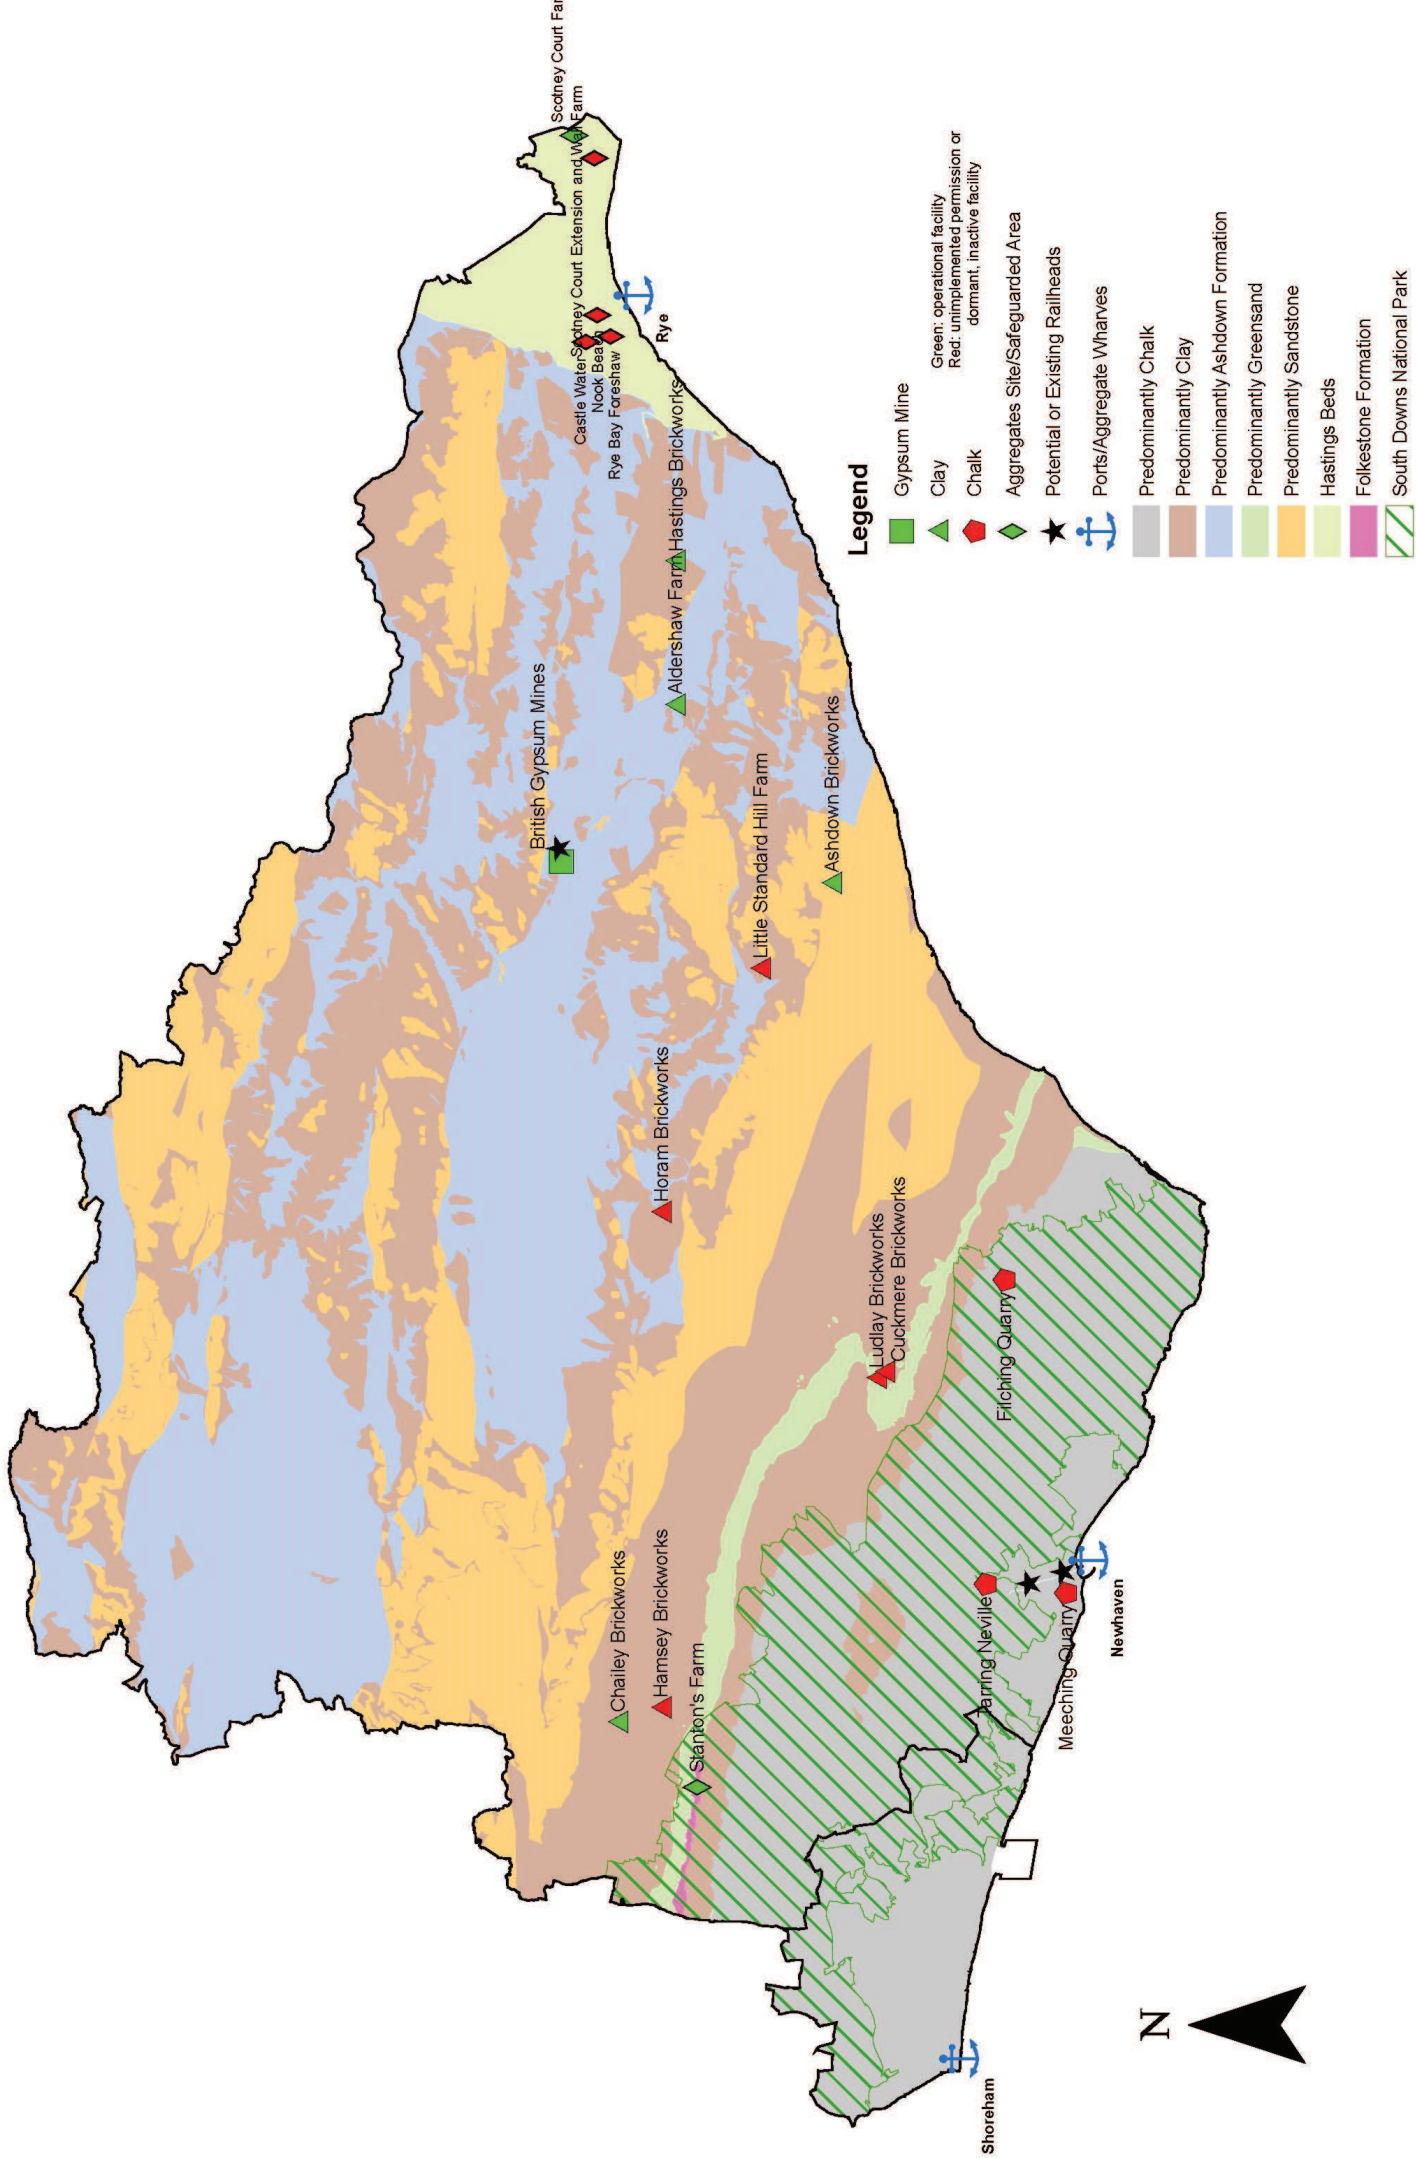 Scotney Court Far
Scotney Court Extension and Wall Farm
Castle Water
Nook Beach
Rye Bay Foreshaw
Rye
Hastings Brickworks
Aldershaw Farm
British Gypsum Mines
Little Standard Hill Farm
Ashdown Brickworks
Horam Brickworks
Ludlay Brickworks
Cuckmere Brickworks
Filching Quarry
Chailey Brickworks
Hamsey Brickworks
Stanton's Farm
Tarring Neville
Meeching Quarry
Newhaven
Shoreham
N
Legend
Gypsum Mine
Clay
Chalk
Green: operational facility
Red: unimplemented permission or
dormant, inactive facility
Aggregates Site/Safeguarded Area
Potential or Existing Railheads
Ports/Aggregate Wharves
Predominantly Chalk
Predominantly Clay
Predominantly Ashdown Formation
Predominantly Greensand
Predominantly Sandstone
Hastings Beds
Folkestone Formation
South Downs National Park